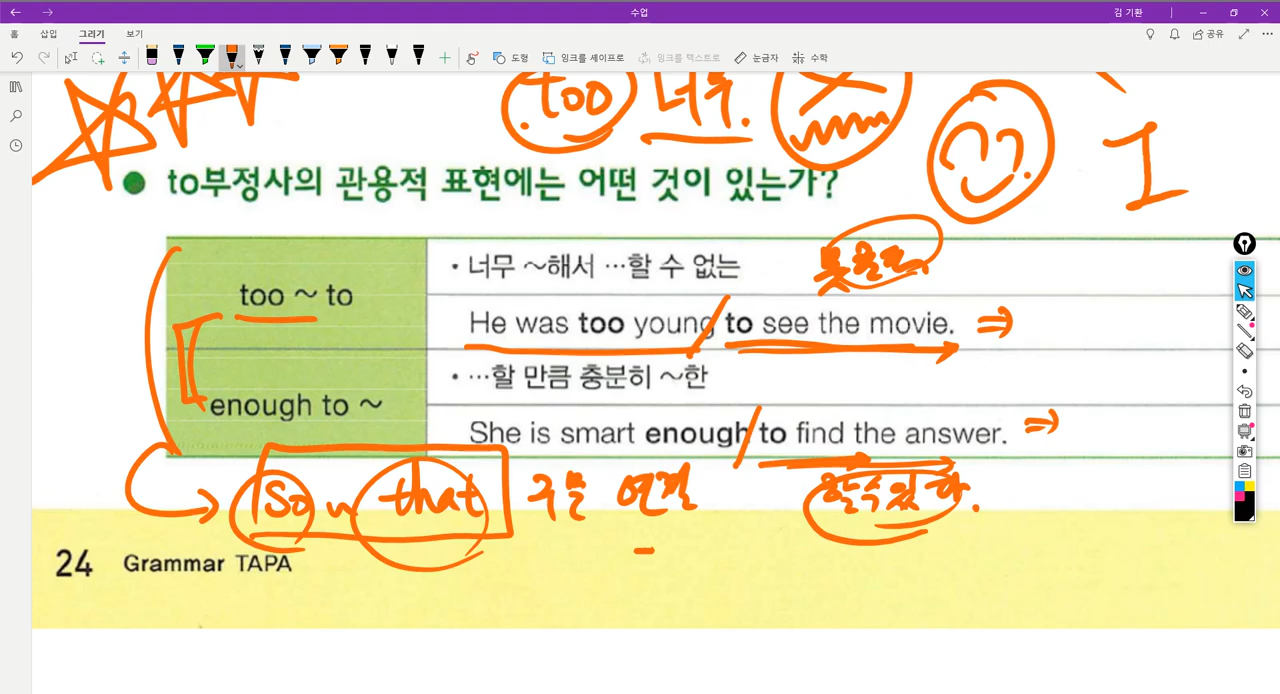 수업
김 기환
홈 삽입 그리기 보기
공유
도형 잉크를 셰이프로 잉크를 텍스트로 눈금자 수학
too 너무.
1
to부정사의 관용적 표현에는 어떤 것이 있는가?
too ~ to
· 너무 ~해서 …할 수 없는
He was too young to see the movie. ⇒
enough to ~
· …할 만큼 충분히 ~한
She is smart enough to find the answer. ⇒
so ~ that 구문 연결
할 수 있다.
24 Grammar TAPA